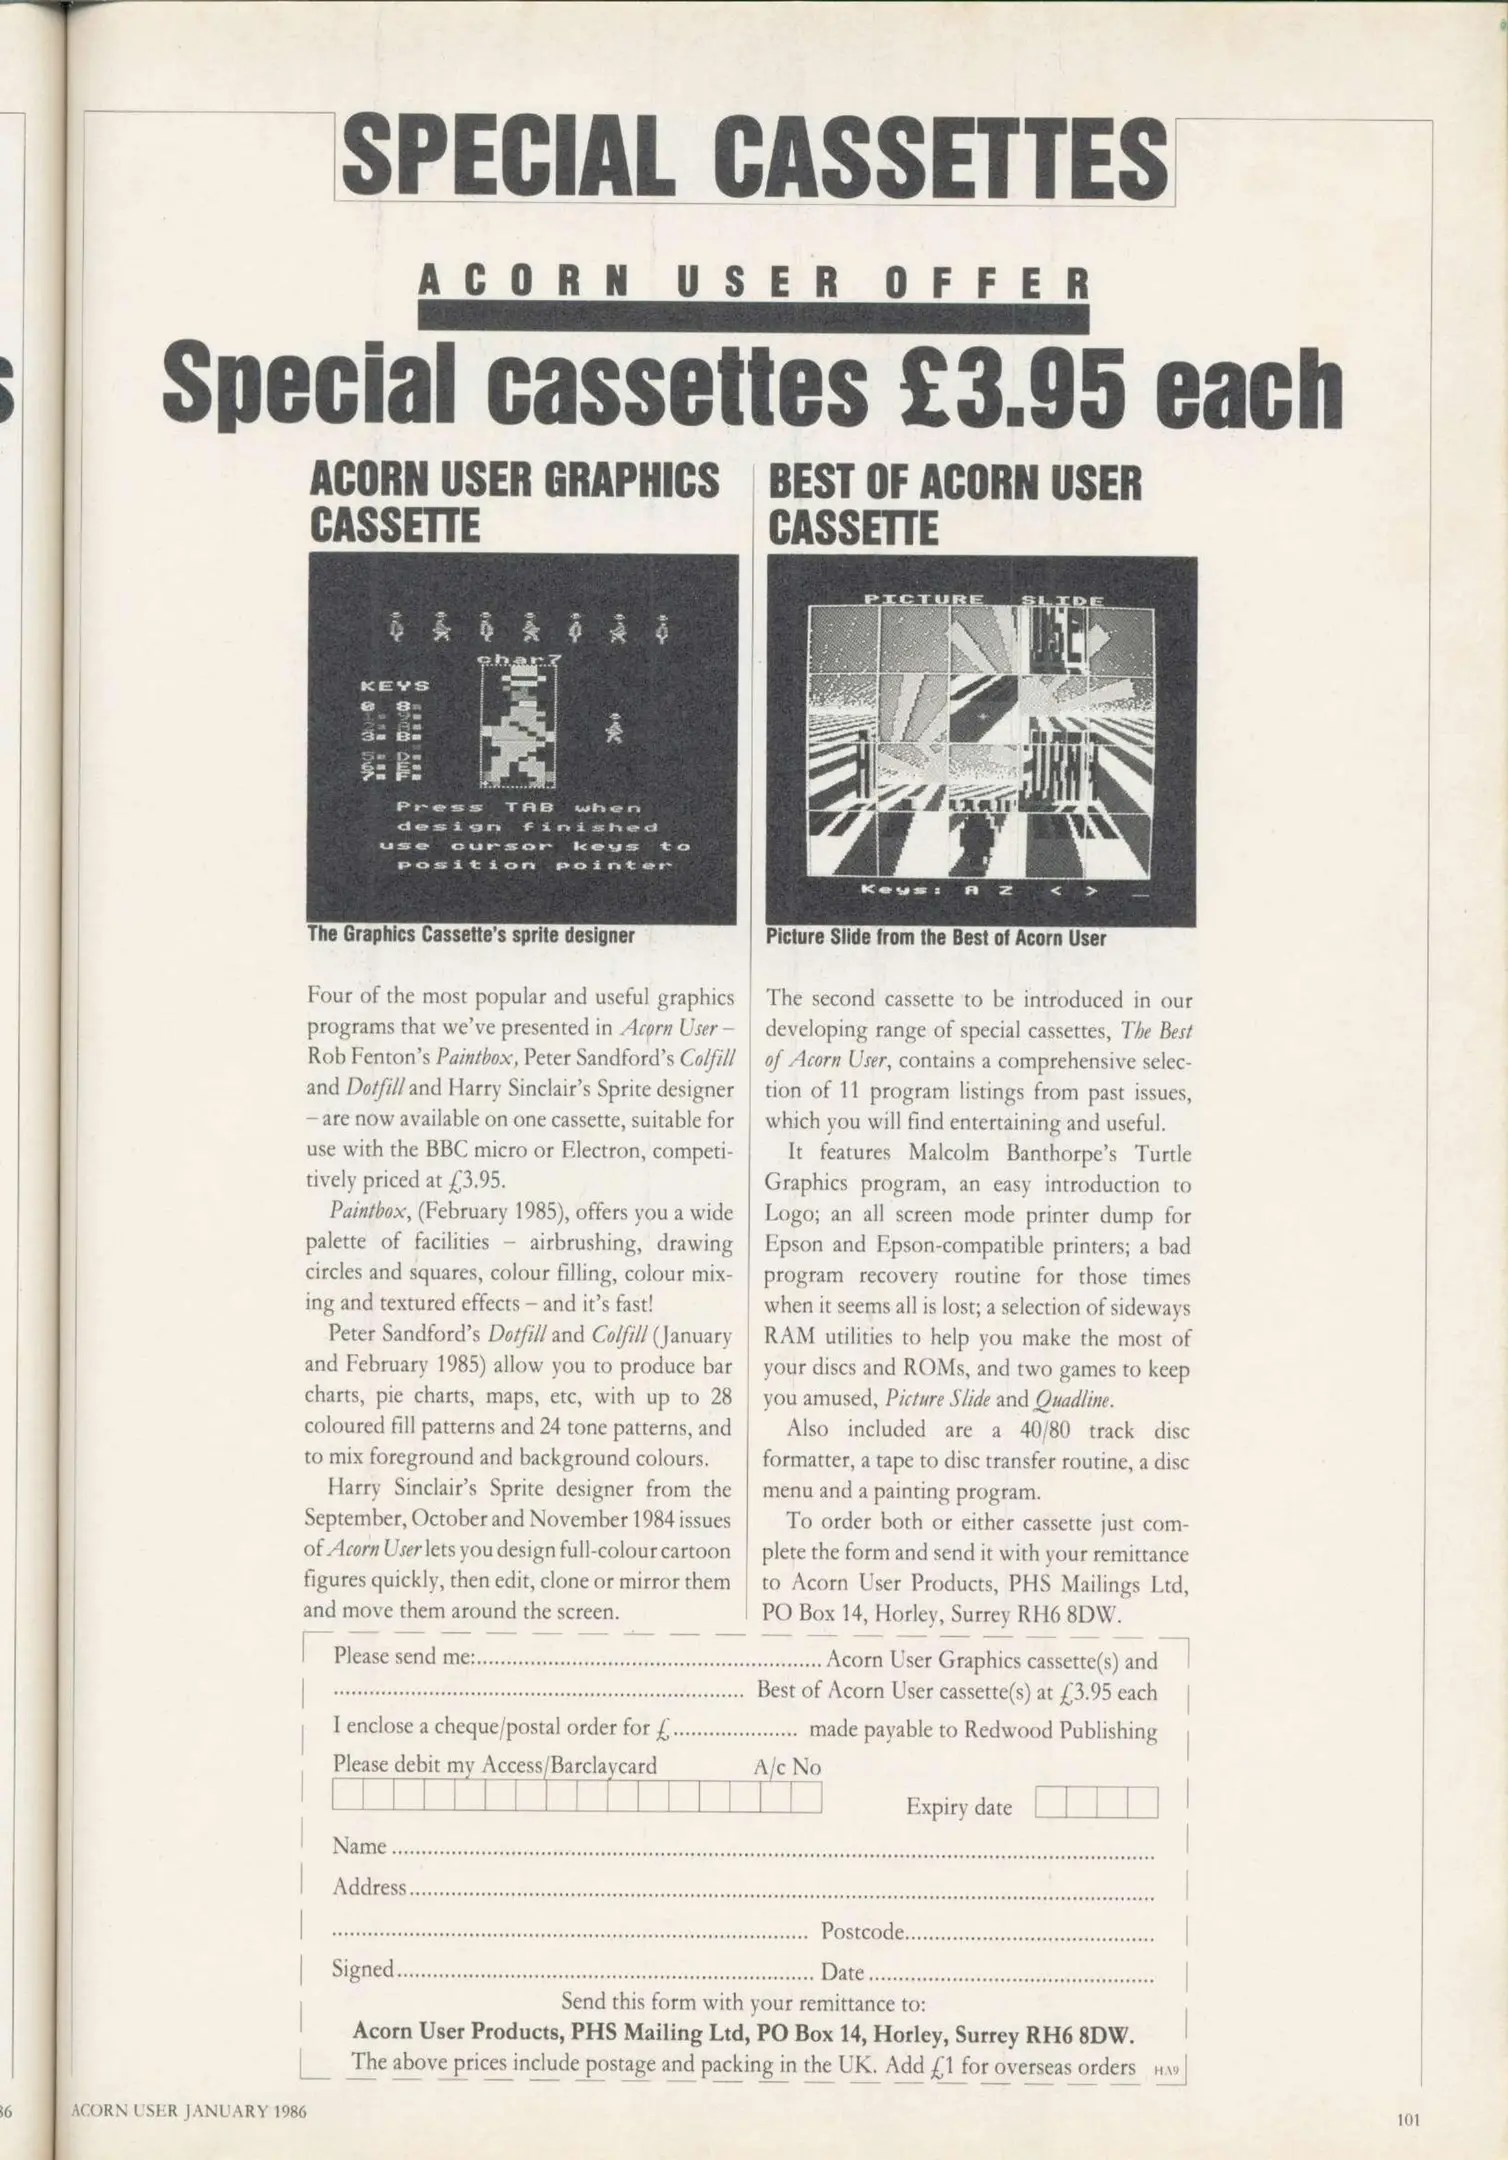 SPECIAL CASSETTES
ACORN USER OFFER
Special cassettes £3.95 each
ACORN USER GRAPHICS
CASSETTE
char7
KEYS
Press TAB when
design finished
use cursor keys to
position pointer
The Graphics Cassette's sprite designer
Four of the most popular and useful graphics
programs that we've presented in Acorn User –
Rob Fenton's Paintbox, Peter Sandford's Colfill
and Dotfill and Harry Sinclair's Sprite designer
– are now available on one cassette, suitable for
use with the BBC micro or Electron, competi-
tively priced at £3.95.
Paintbox, (February 1985), offers you a wide
palette of facilities – airbrushing, drawing
circles and squares, colour filling, colour mix-
ing and textured effects – and it's fast!
Peter Sandford's Dotfill and Colfill (January
and February 1985) allow you to produce bar
charts, pie charts, maps, etc, with up to 28
coloured fill patterns and 24 tone patterns, and
to mix foreground and background colours.
Harry Sinclair's Sprite designer from the
September, October and November 1984 issues
of Acorn User lets you design full-colour cartoon
figures quickly, then edit, clone or mirror them
and move them around the screen.
BEST OF ACORN USER
CASSETTE
PICTURE SLIDE
Keys: A Z < >
Picture Slide from the Best of Acorn User
The second cassette to be introduced in our
developing range of special cassettes, The Best
of Acorn User, contains a comprehensive selec-
tion of 11 program listings from past issues,
which you will find entertaining and useful.
It features Malcolm Banthorpe's Turtle
Graphics program, an easy introduction to
Logo; an all screen mode printer dump for
Epson and Epson-compatible printers; a bad
program recovery routine for those times
when it seems all is lost; a selection of sideways
RAM utilities to help you make the most of
your discs and ROMs, and two games to keep
you amused, Picture Slide and Quadline.
Also included are a 40/80 track disc
formatter, a tape to disc transfer routine, a disc
menu and a painting program.
To order both or either cassette just com-
plete the form and send it with your remittance
to Acorn User Products, PHS Mailings Ltd,
PO Box 14, Horley, Surrey RH6 8DW.
Please send me:.......... Acorn User Graphics cassette(s) and
.......... Best of Acorn User cassette(s) at £3.95 each
I enclose a cheque/postal order for £.......... made payable to Redwood Publishing
Please debit my Access/Barclaycard A/c No
Expiry date
Name ..........
Address..........
.......... Postcode..........
Signed.......... Date..........
Send this form with your remittance to:
Acorn User Products, PHS Mailing Ltd, PO Box 14, Horley, Surrey RH6 8DW.
The above prices include postage and packing in the UK. Add £1 for overseas orders HA9
ACORN USER JANUARY 1986
101